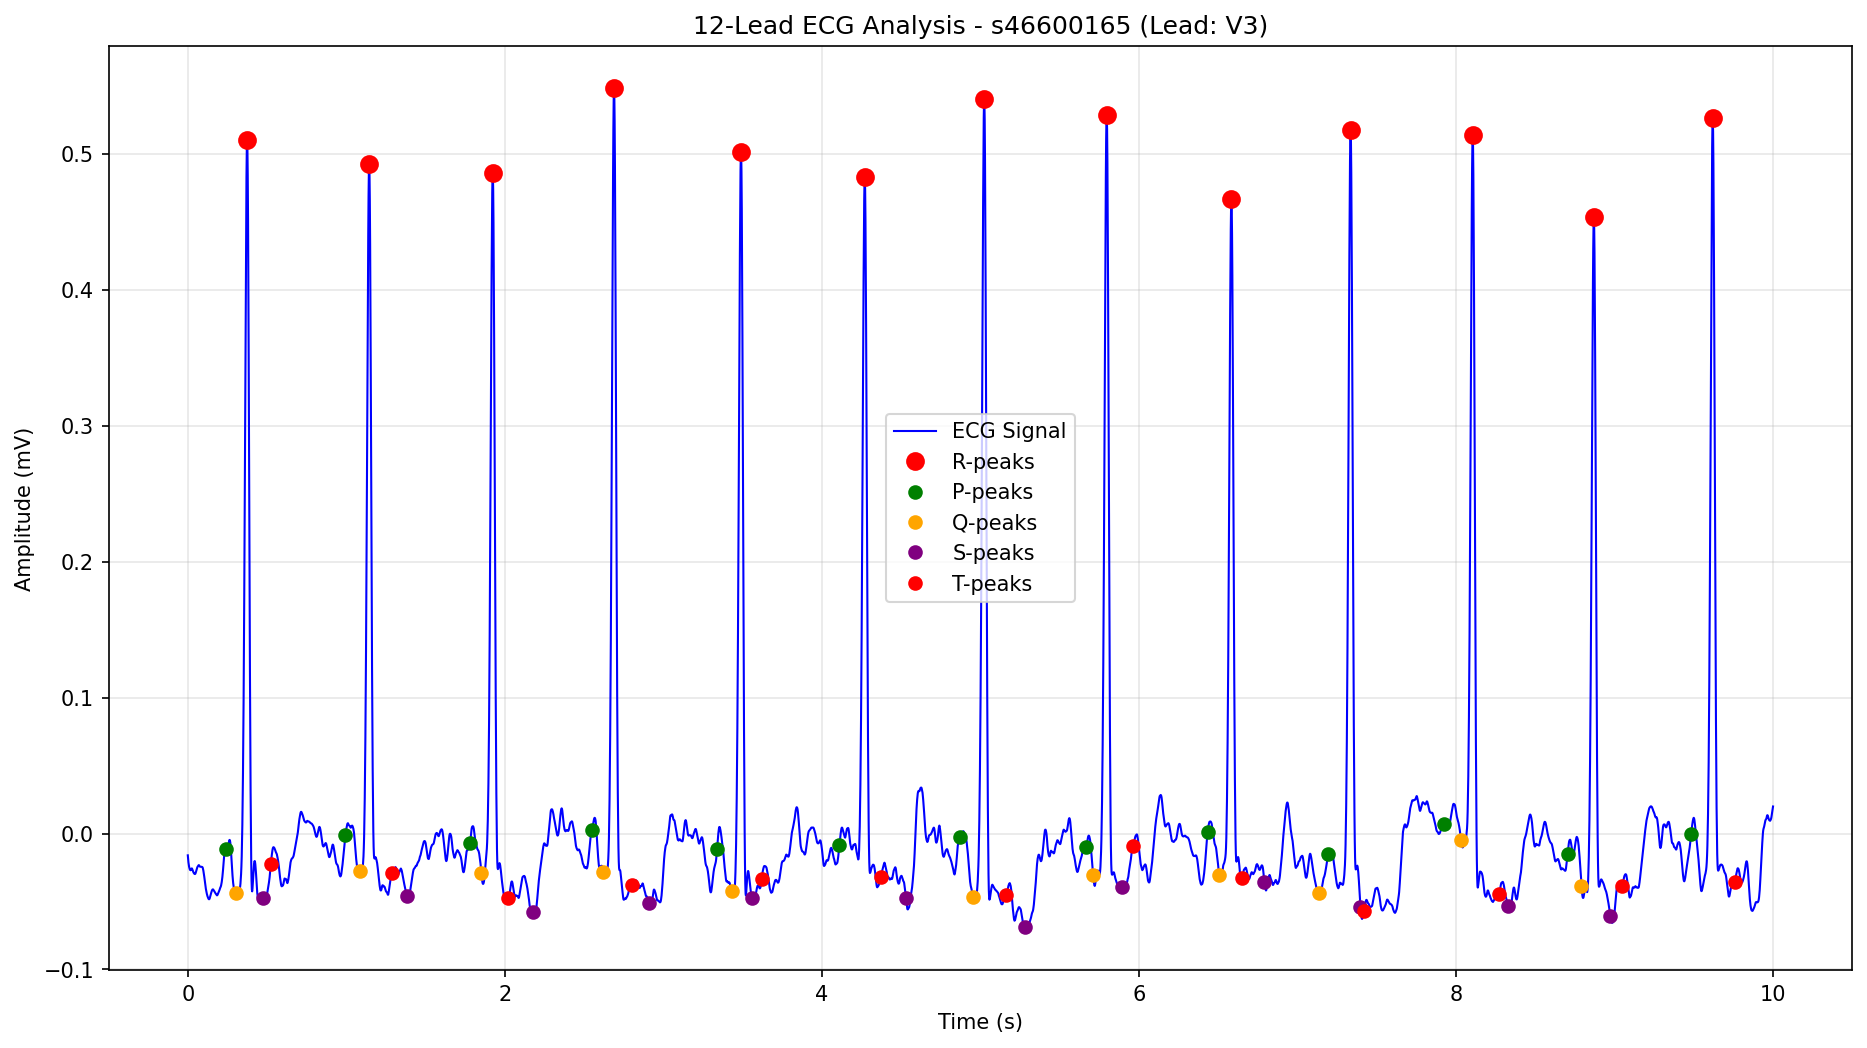 12-Lead ECG Analysis - s46600165 (Lead: V3)
Amplitude (mV)
0.5
0.4
0.3
0.2
0.1
0.0
−0.1
ECG Signal
R-peaks
P-peaks
Q-peaks
S-peaks
T-peaks
0 2 4 6 8 10
Time (s)